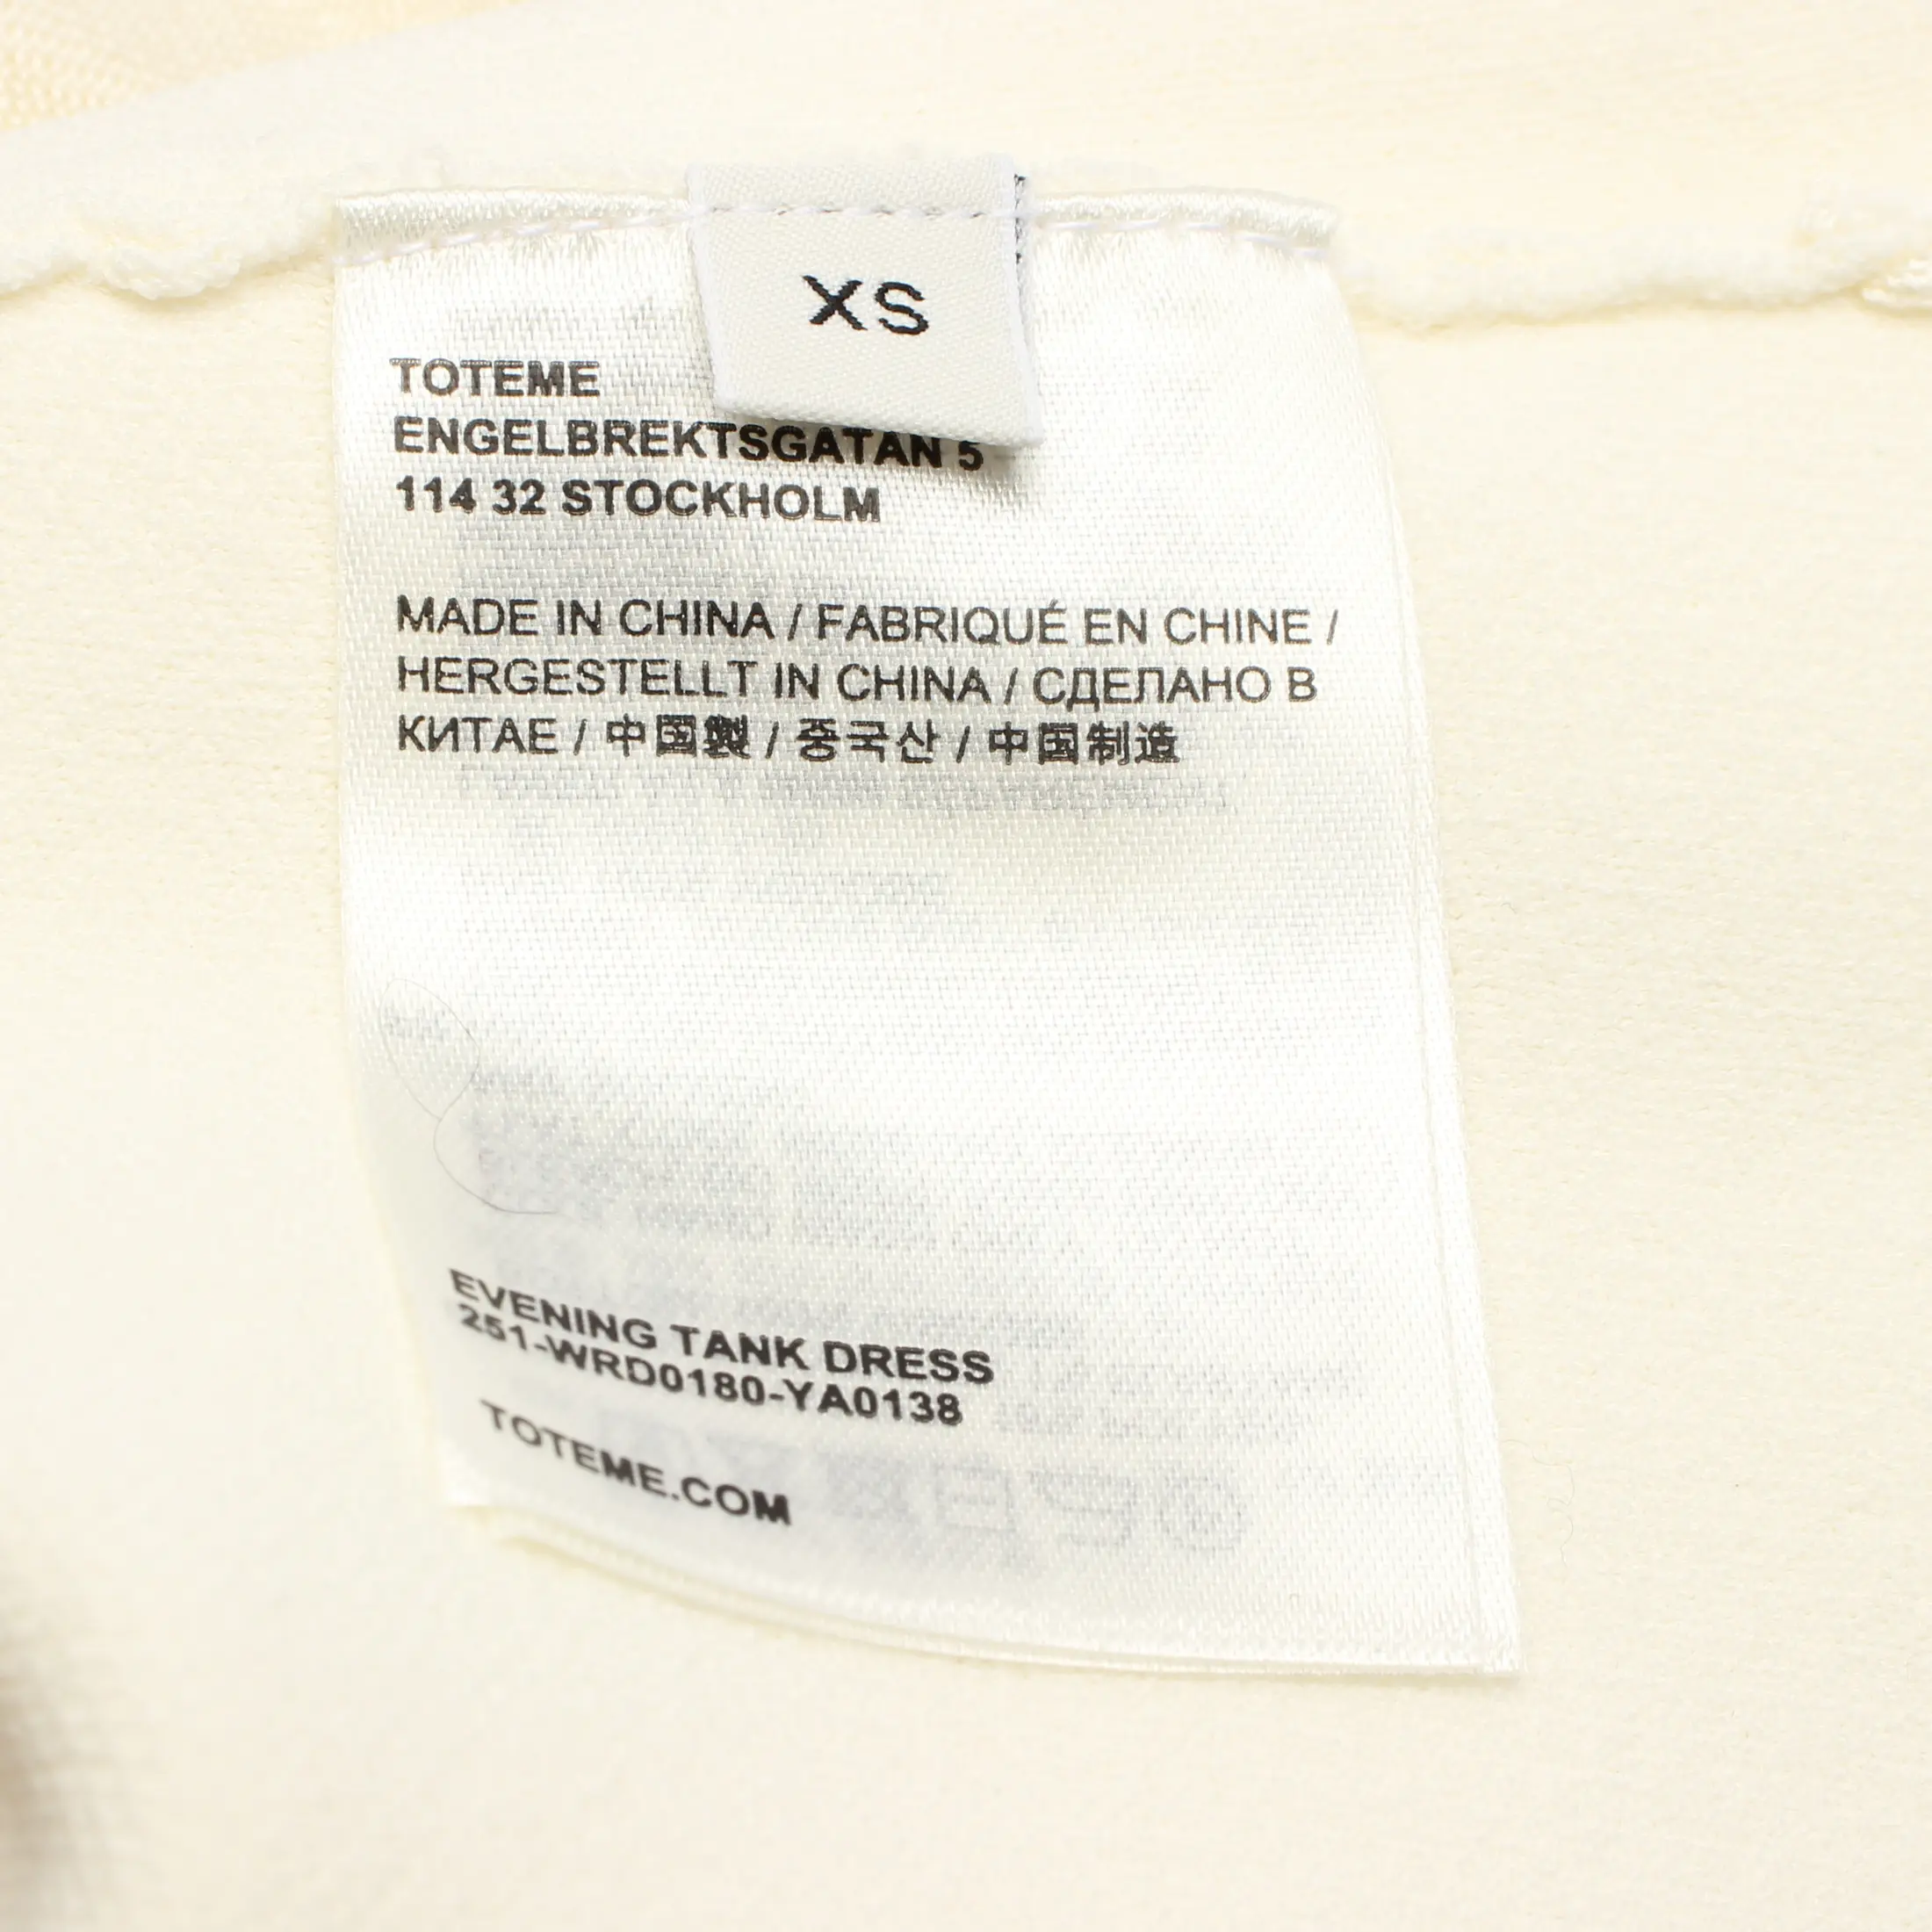 XS
TOTEME
ENGELBREKTSGATAN 5
114 32 STOCKHOLM
MADE IN CHINA / FABRIQUÉ EN CHINE /
HERGESTELLT IN CHINA / СДЕЛАНО В
КИТАЕ / 中国製 / 중국산 / 中国制造
EVENING TANK DRESS
251-WRD0180-YA0138
TOTEME.COM